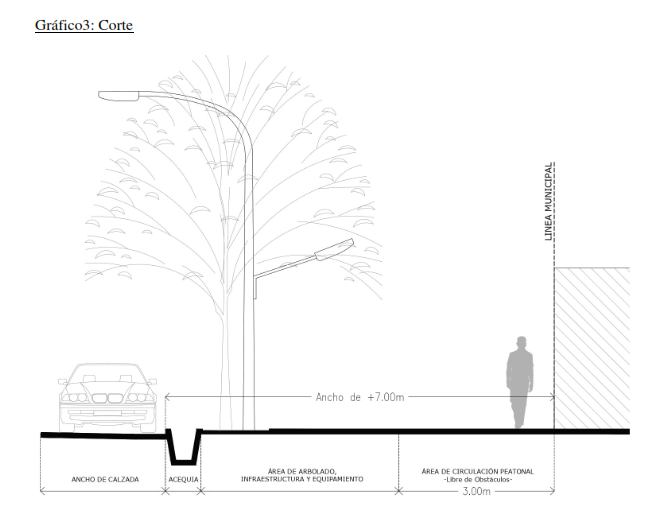 Gráfico3: Corte
LINEA MUNICIPAL
Ancho de +7.00m
ANCHO DE CALZADA
ACEQUIA
ÁREA DE ARBOLADO,
INFRAESTRUCTURA Y EQUIPAMIENTO
ÁREA DE CIRCULACIÓN PEATONAL
-Libre de Obstáculos-
3.00m